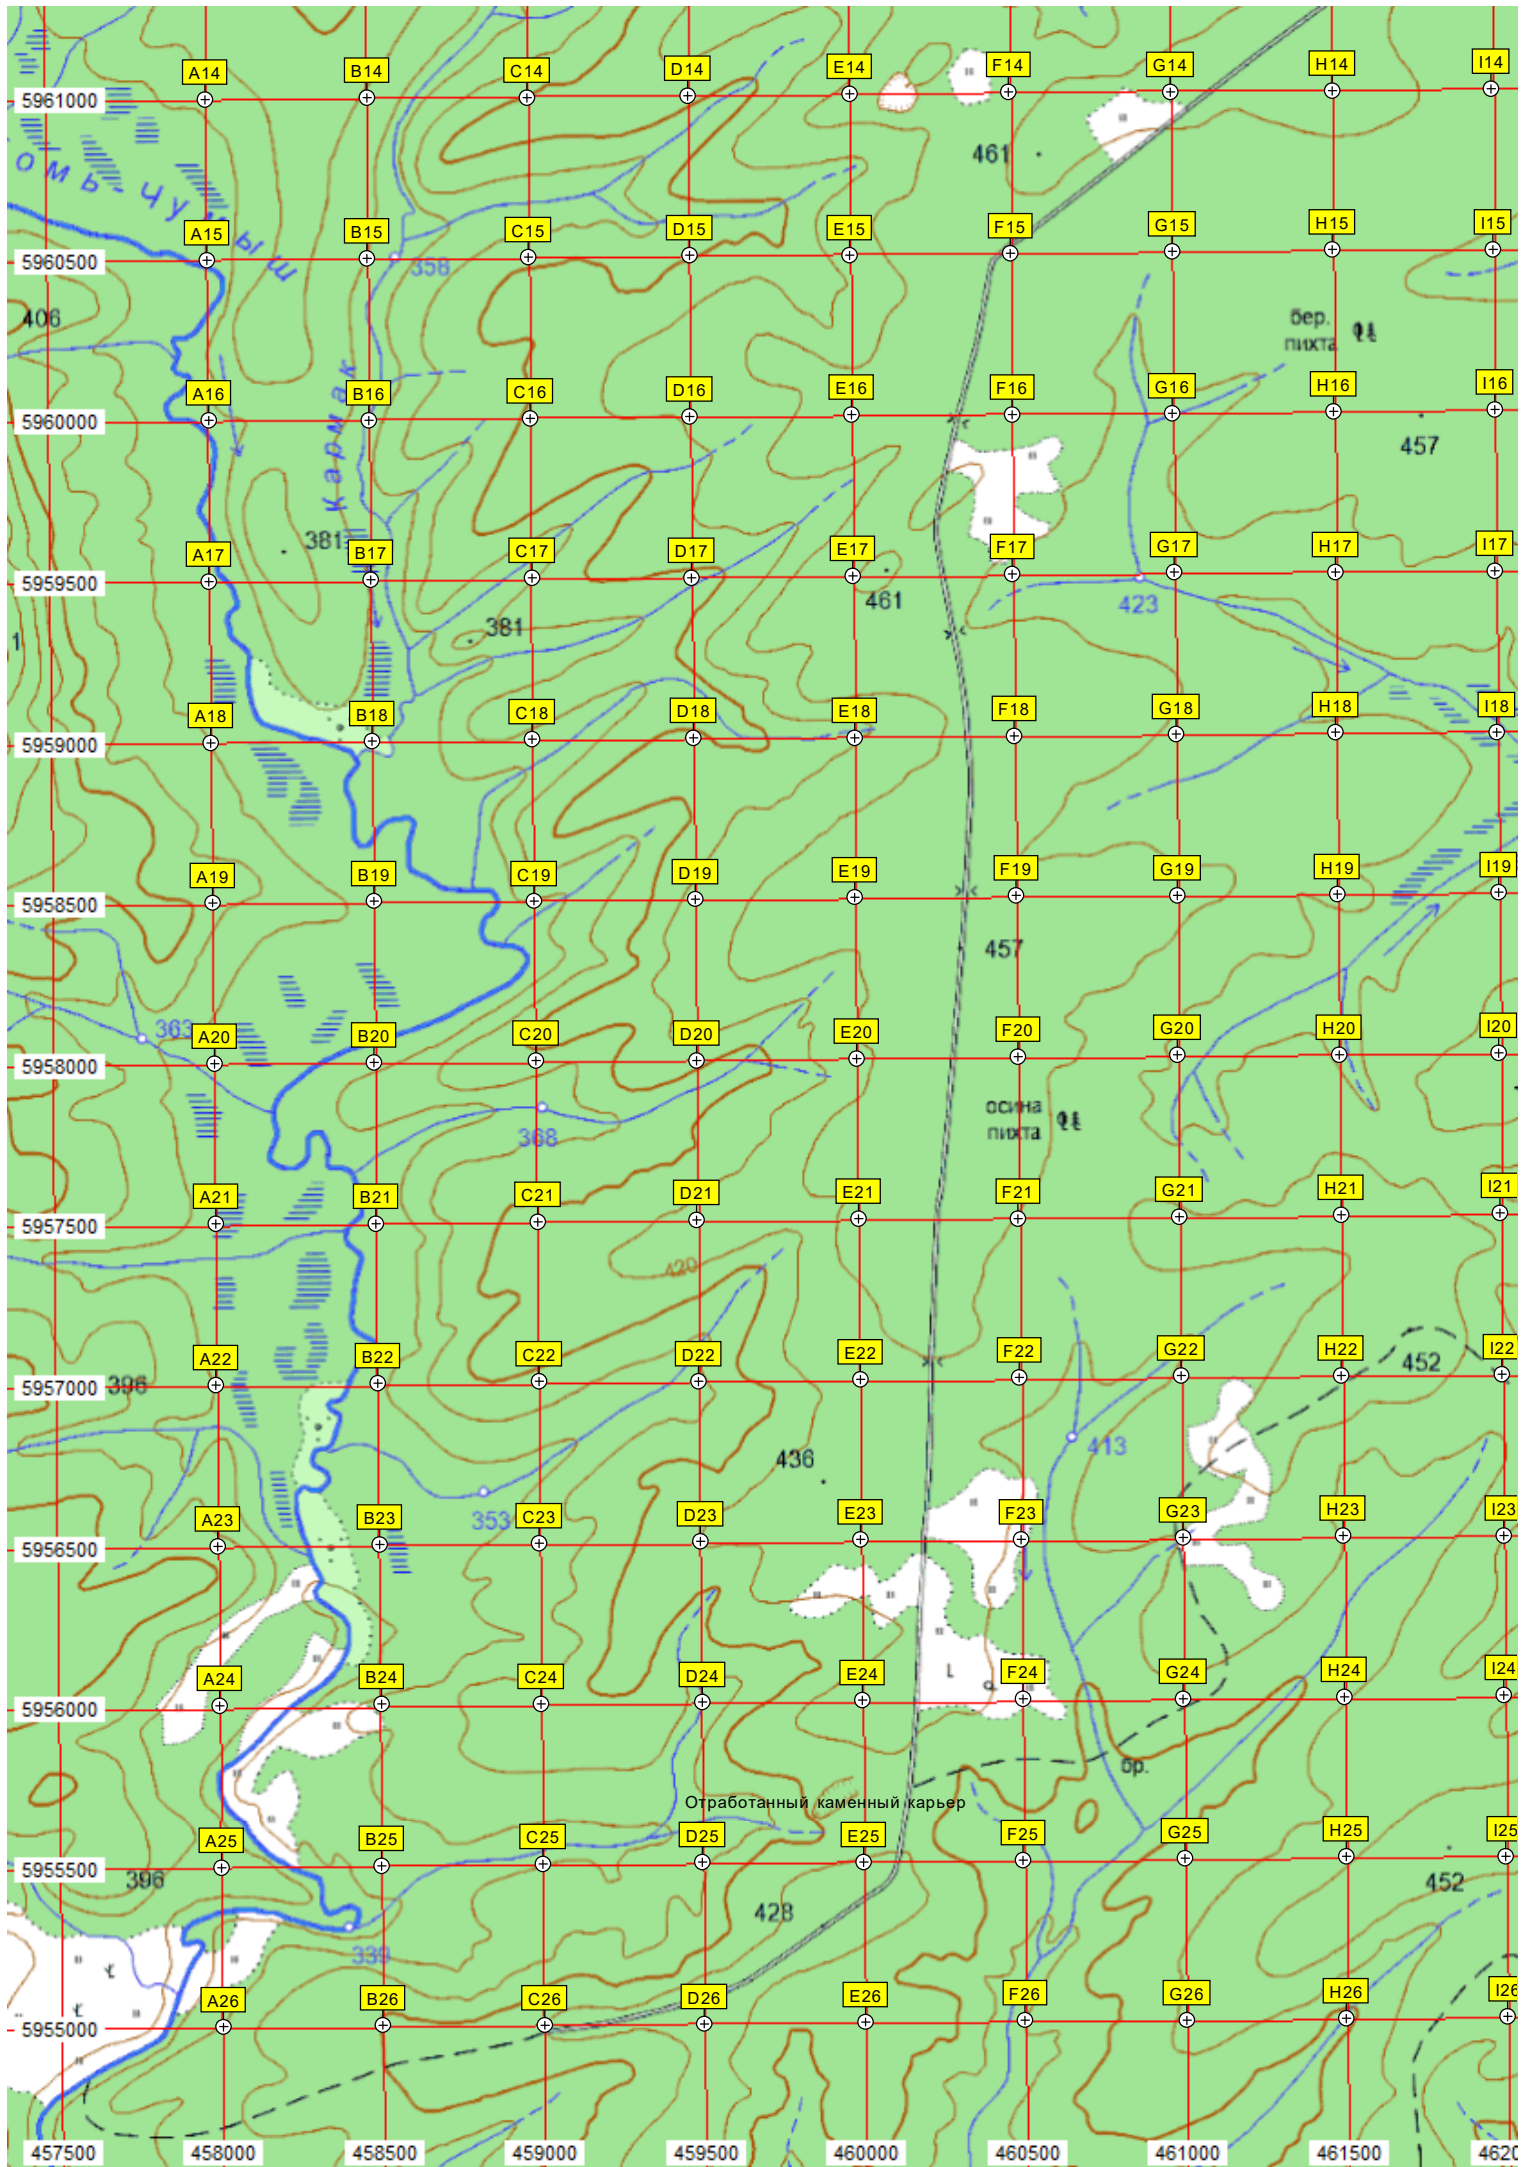 A14 B14 C14 D14 E14 F14 G14 H14 I14
5961000
461
омь-Чумыш
A15 B15 C15 D15 E15 F15 G15 H15 I15
5960500
358
406
бер.
пихта
Кармак
A16 B16 C16 D16 E16 F16 G16 H16 I16
5960000
457
381
A17 B17 C17 D17 E17 F17 G17 H17 I17
5959500
461
423
381
1
A18 B18 C18 D18 E18 F18 G18 H18 I18
5959000
A19 B19 C19 D19 E19 F19 G19 H19 I19
5958500
457
363
A20 B20 C20 D20 E20 F20 G20 H20 I20
5958000
осина
пихта
368
A21 B21 C21 D21 E21 F21 G21 H21 I21
5957500
420
A22 B22 C22 D22 E22 F22 G22 H22 I22
452
5957000
396
413
436
353
A23 B23 C23 D23 E23 F23 G23 H23 I23
5956500
A24 B24 C24 D24 E24 F24 G24 H24 I24
5956000
бр.
Отработанный каменный карьер
A25 B25 C25 D25 E25 F25 G25 H25 I25
5955500
396
452
428
339
A26 B26 C26 D26 E26 F26 G26 H26 I26
5955000
457500 458000 458500 459000 459500 460000 460500 461000 461500 4620